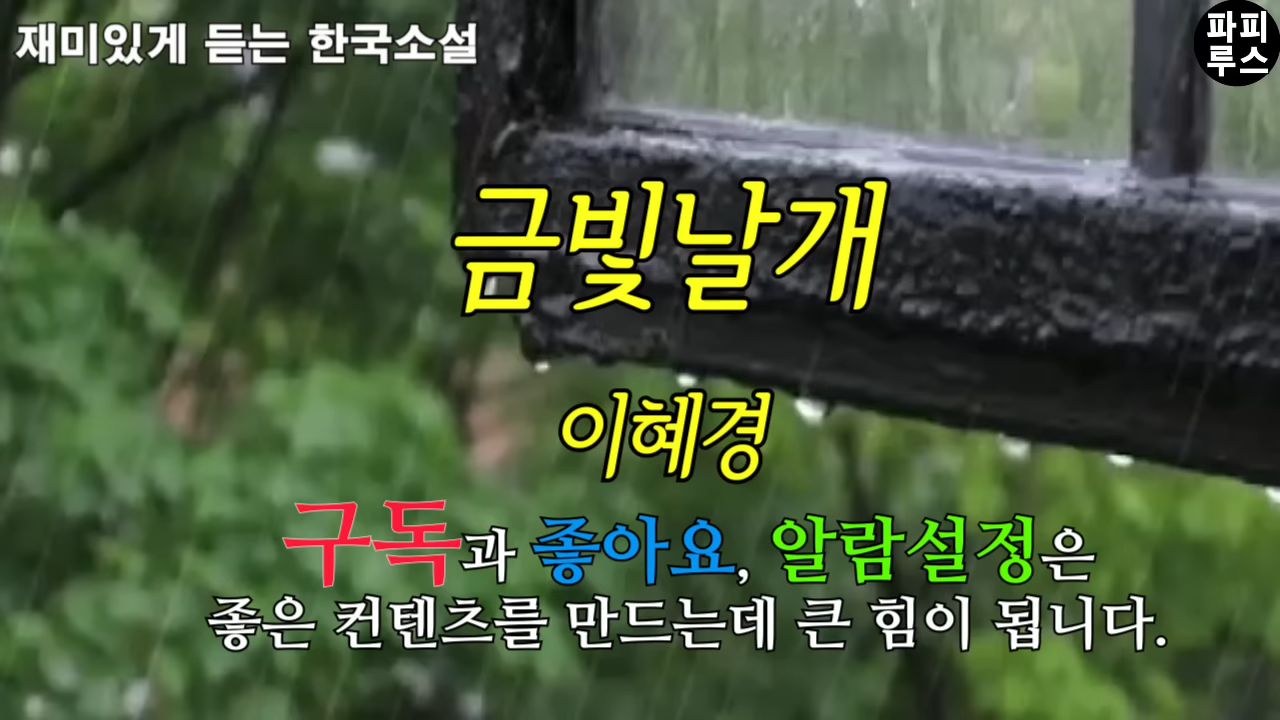 재미있게 듣는 한국소설
파피
루스
금빛날개
이혜경
구독과 좋아요, 알람설정은
좋은 컨텐츠를 만드는데 큰 힘이 됩니다.